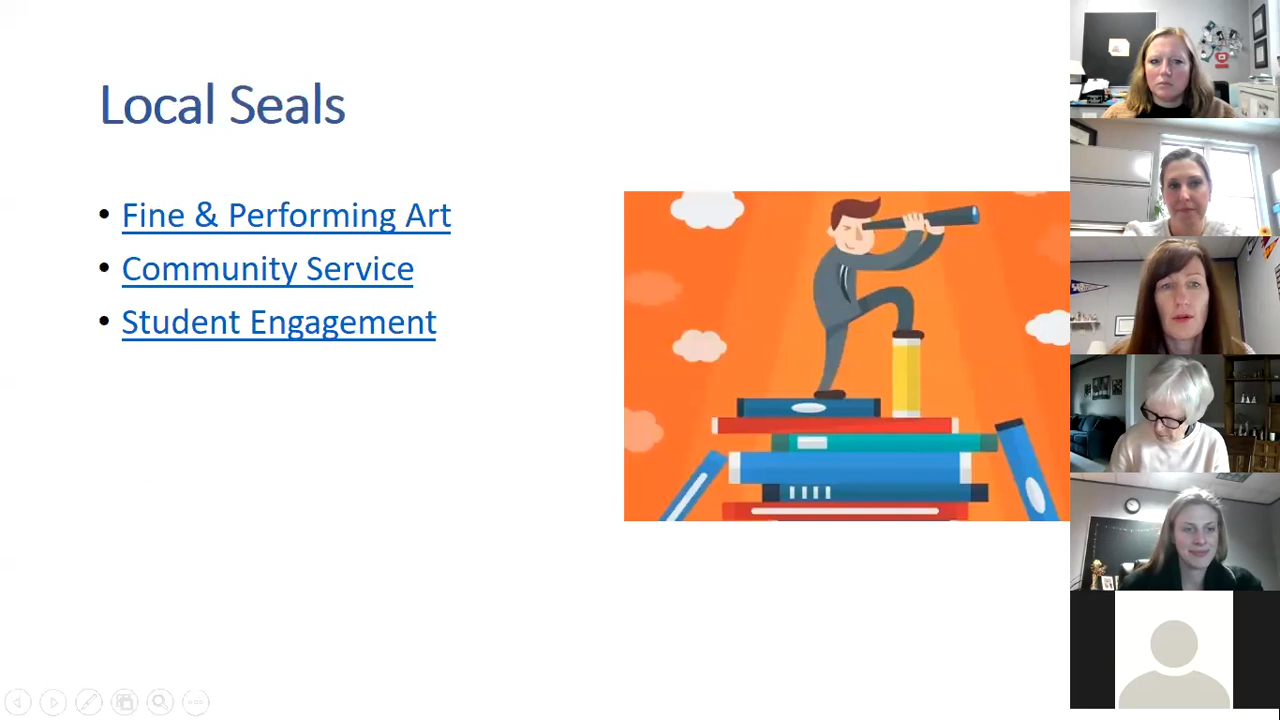 Local Seals
• Fine & Performing Art
• Community Service
• Student Engagement